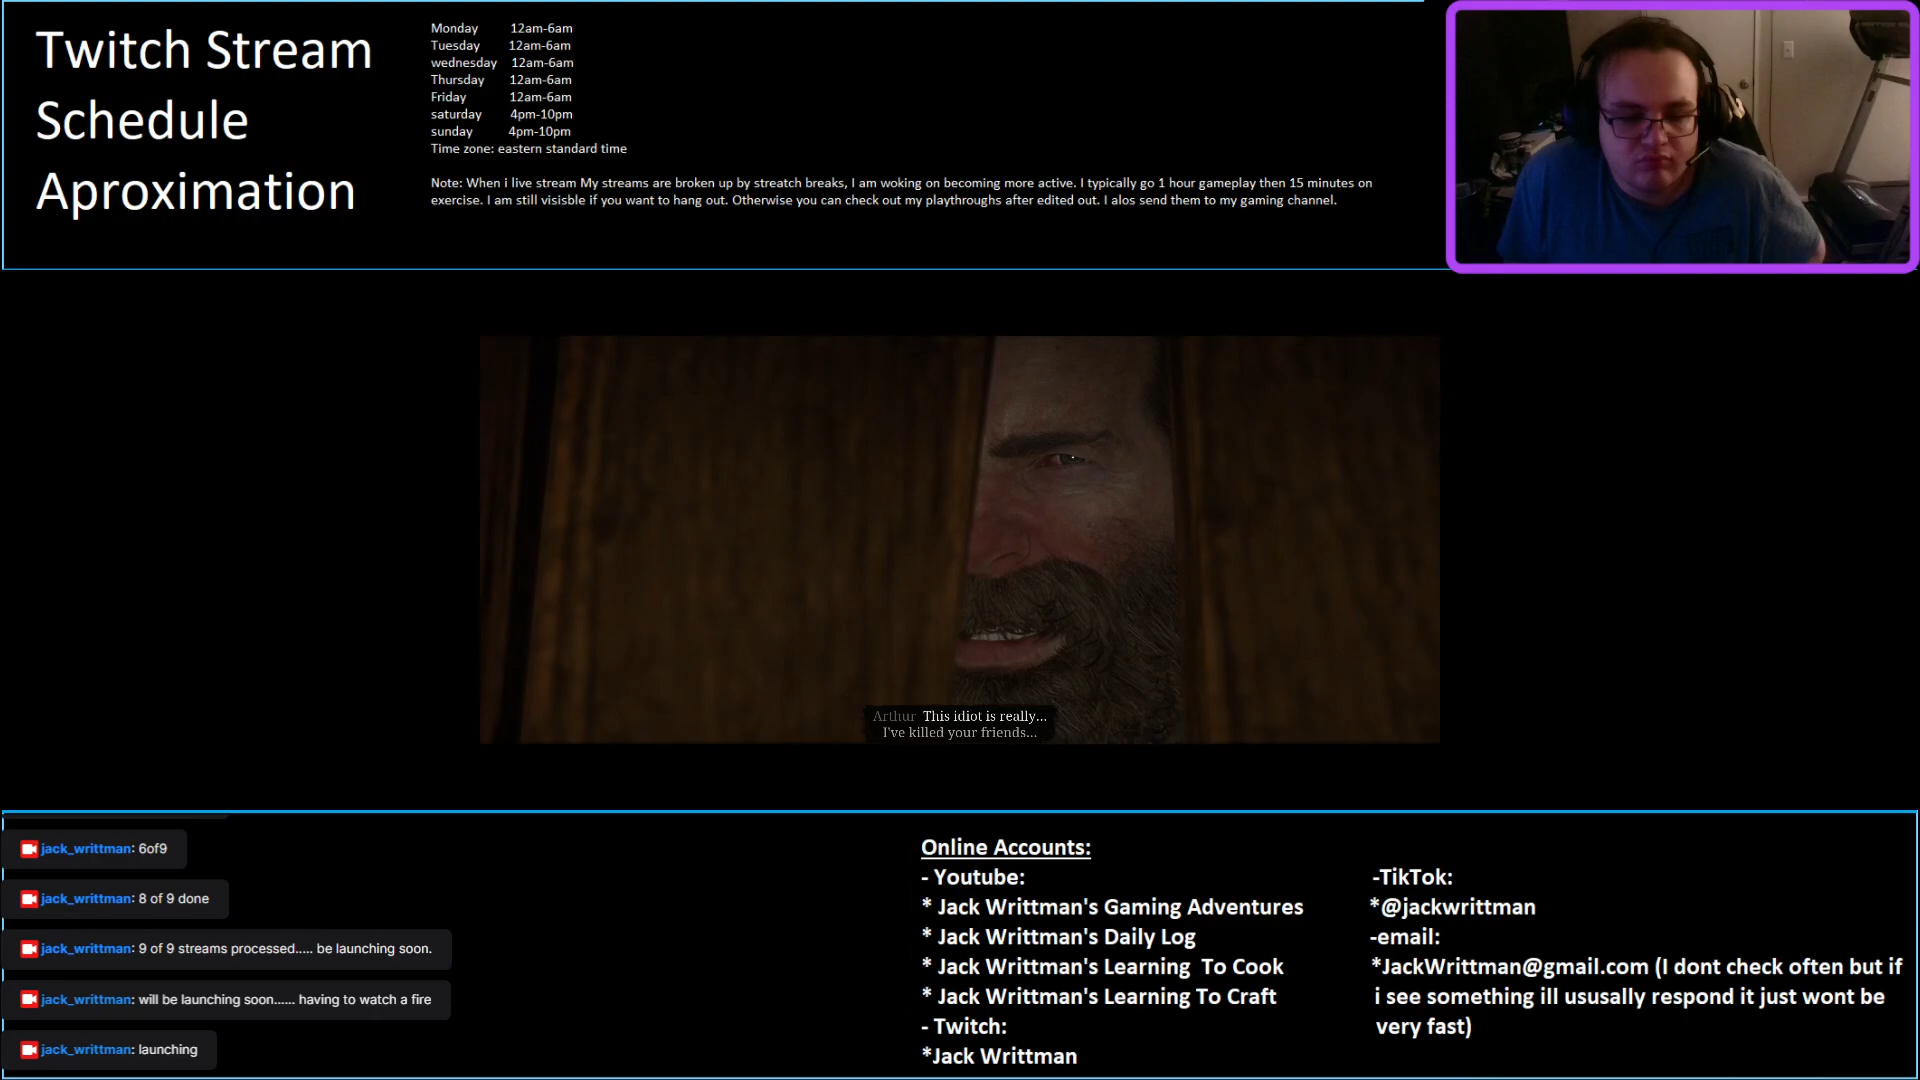 Twitch Stream
Schedule
Aproximation
Monday 12am-6am
Tuesday 12am-6am
wednesday 12am-6am
Thursday 12am-6am
Friday 12am-6am
saturday 4pm-10pm
sunday 4pm-10pm
Time zone: eastern standard time
Note: When i live stream My streams are broken up by streatch breaks, I am woking on becoming more active. I typically go 1 hour gameplay then 15 minutes on
exercise. I am still visisble if you want to hang out. Otherwise you can check out my playthroughs after edited out. I alos send them to my gaming channel.
Arthur This idiot is really...
I've killed your friends...
jack_writtman: 6of9
jack_writtman: 8 of 9 done
jack_writtman: 9 of 9 streams processed..... be launching soon.
jack_writtman: will be launching soon...... having to watch a fire
jack_writtman: launching
Online Accounts:
- Youtube:
* Jack Writtman's Gaming Adventures
* Jack Writtman's Daily Log
* Jack Writtman's Learning To Cook
* Jack Writtman's Learning To Craft
- Twitch:
*Jack Writtman
-TikTok:
*@jackwrittman
-email:
*JackWrittman@gmail.com (I dont check often but if
i see something ill ususally respond it just wont be
very fast)